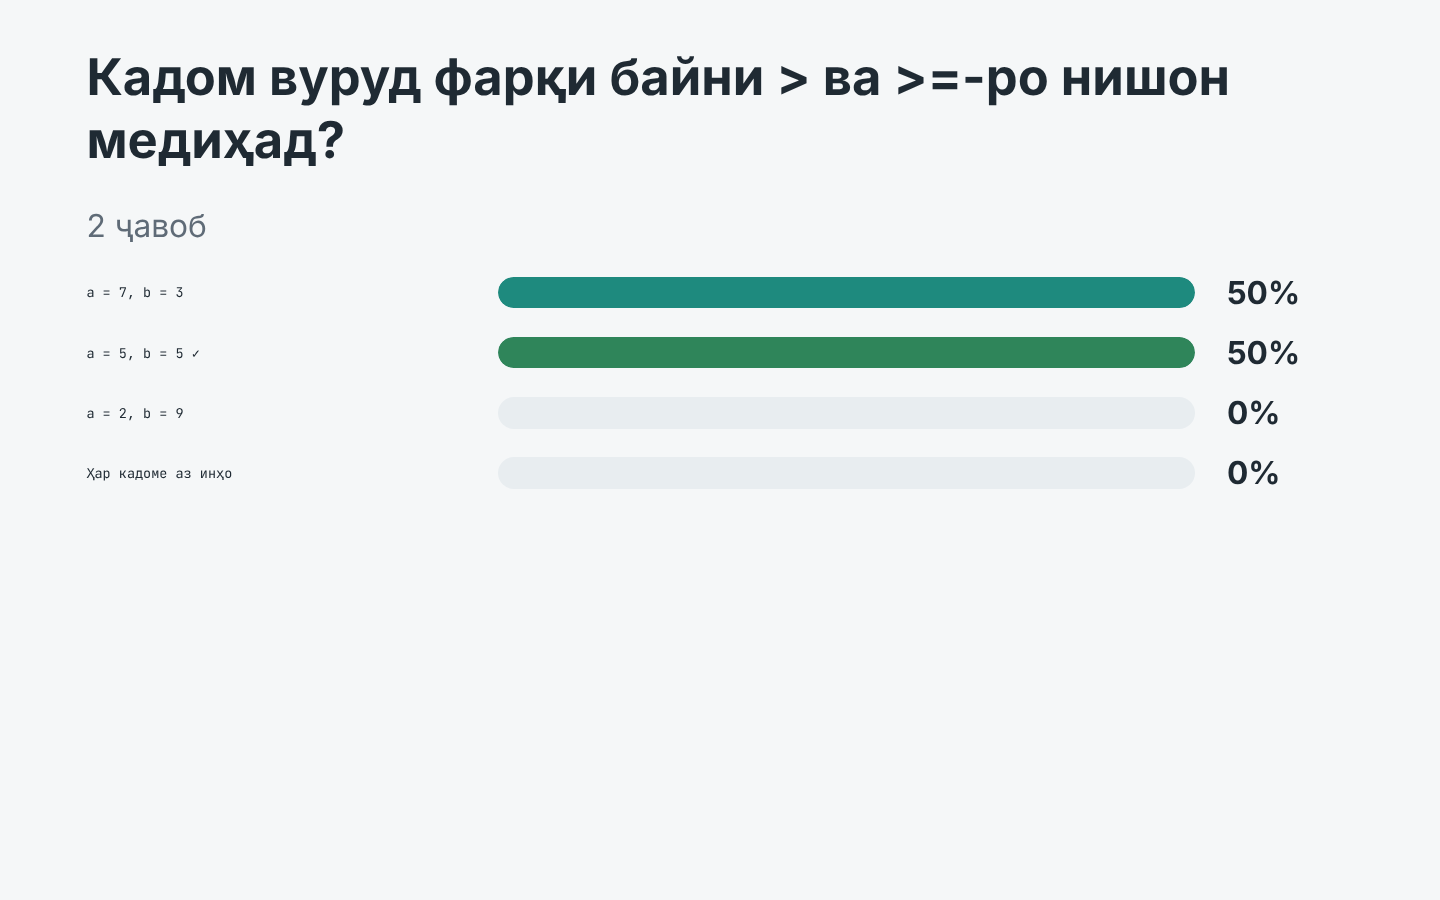 Кадом вуруд фарқи байни > ва >=-ро нишон
медиҳад?
2 ҷавоб
a = 7, b = 3 50%
a = 5, b = 5 ✓ 50%
a = 2, b = 9 0%
Ҳар кадоме аз инҳо 0%